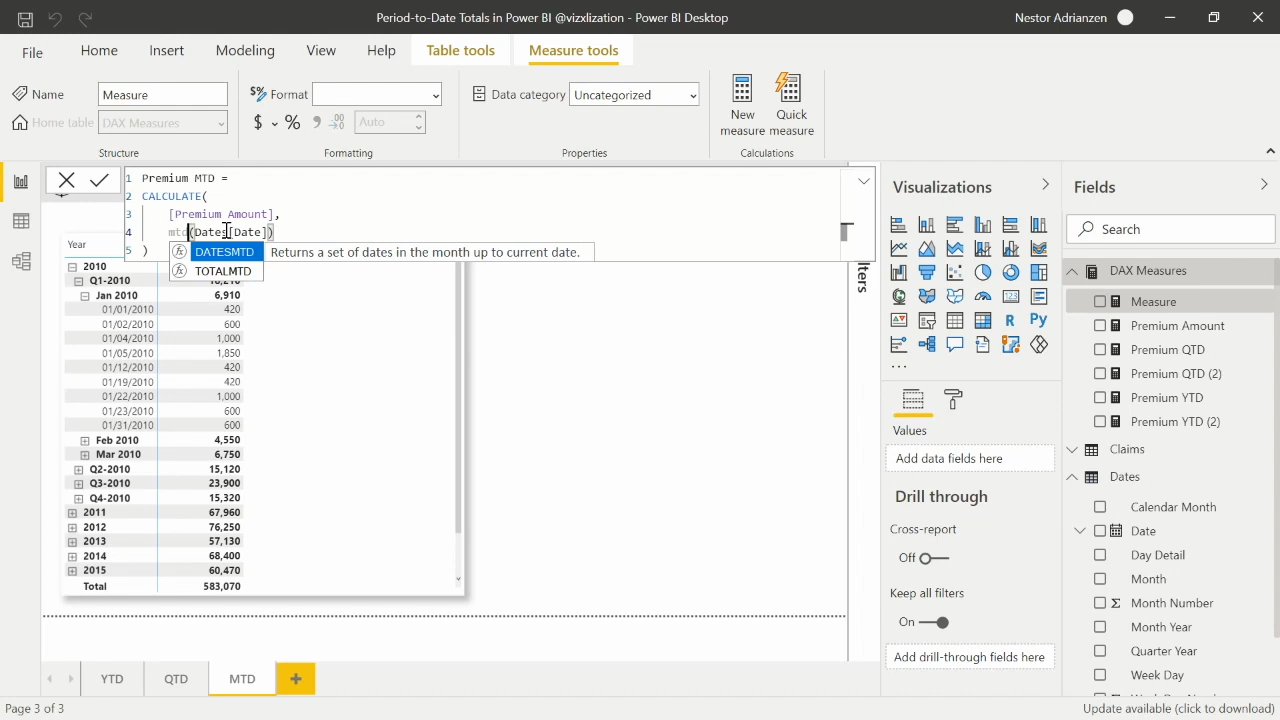 Period-to-Date Totals in Power BI @vizxlization - Power BI Desktop
Nestor Adrianzen
File
Home
Insert
Modeling
View
Help
Table tools
Measure tools
Name
Measure
Home table
DAX Measures
Structure
$% Format
$ % , .00
Auto
Formatting
Data category
Uncategorized
Properties
New measure
Quick measure
Calculations
1 Premium MTD =
2 CALCULATE(
3 [Premium Amount],
4 mtd(Dates[Date])
5 )
DATESMTD
Returns a set of dates in the month up to current date.
TOTALMTD
Year
2010
Q1-2010
Jan 2010 6,910
01/01/2010 420
01/02/2010 600
01/04/2010 1,000
01/05/2010 1,850
01/12/2010 420
01/19/2010 420
01/22/2010 1,000
01/23/2010 600
01/31/2010 600
Feb 2010 4,550
Mar 2010 6,750
Q2-2010 15,120
Q3-2010 23,900
Q4-2010 15,320
2011 67,960
2012 76,250
2013 57,130
2014 68,400
2015 60,470
Total 583,070
lters
Visualizations
R
Py
123
...
Values
Add data fields here
Drill through
Cross-report
Off
Keep all filters
On
Add drill-through fields here
Fields
Search
DAX Measures
Measure
Premium Amount
Premium QTD
Premium QTD (2)
Premium YTD
Premium YTD (2)
Claims
Dates
Calendar Month
Date
Day Detail
Month
Σ Month Number
Month Year
Quarter Year
Week Day
YTD
QTD
MTD
+
Page 3 of 3
Update available (click to download)